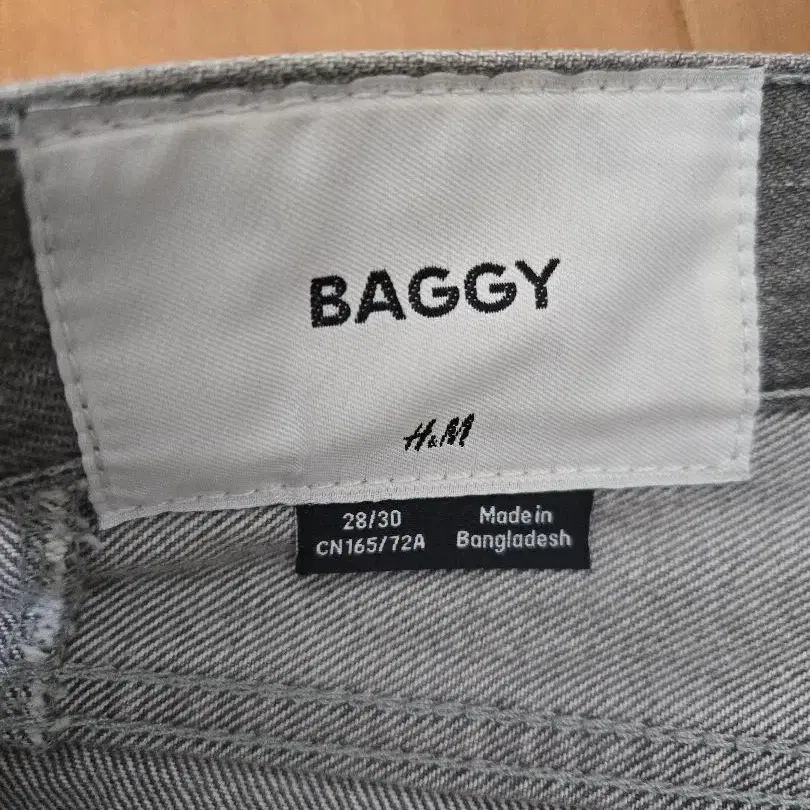 BAGGY
H&M
28/30
CN165/72A
Made in
Bangladesh